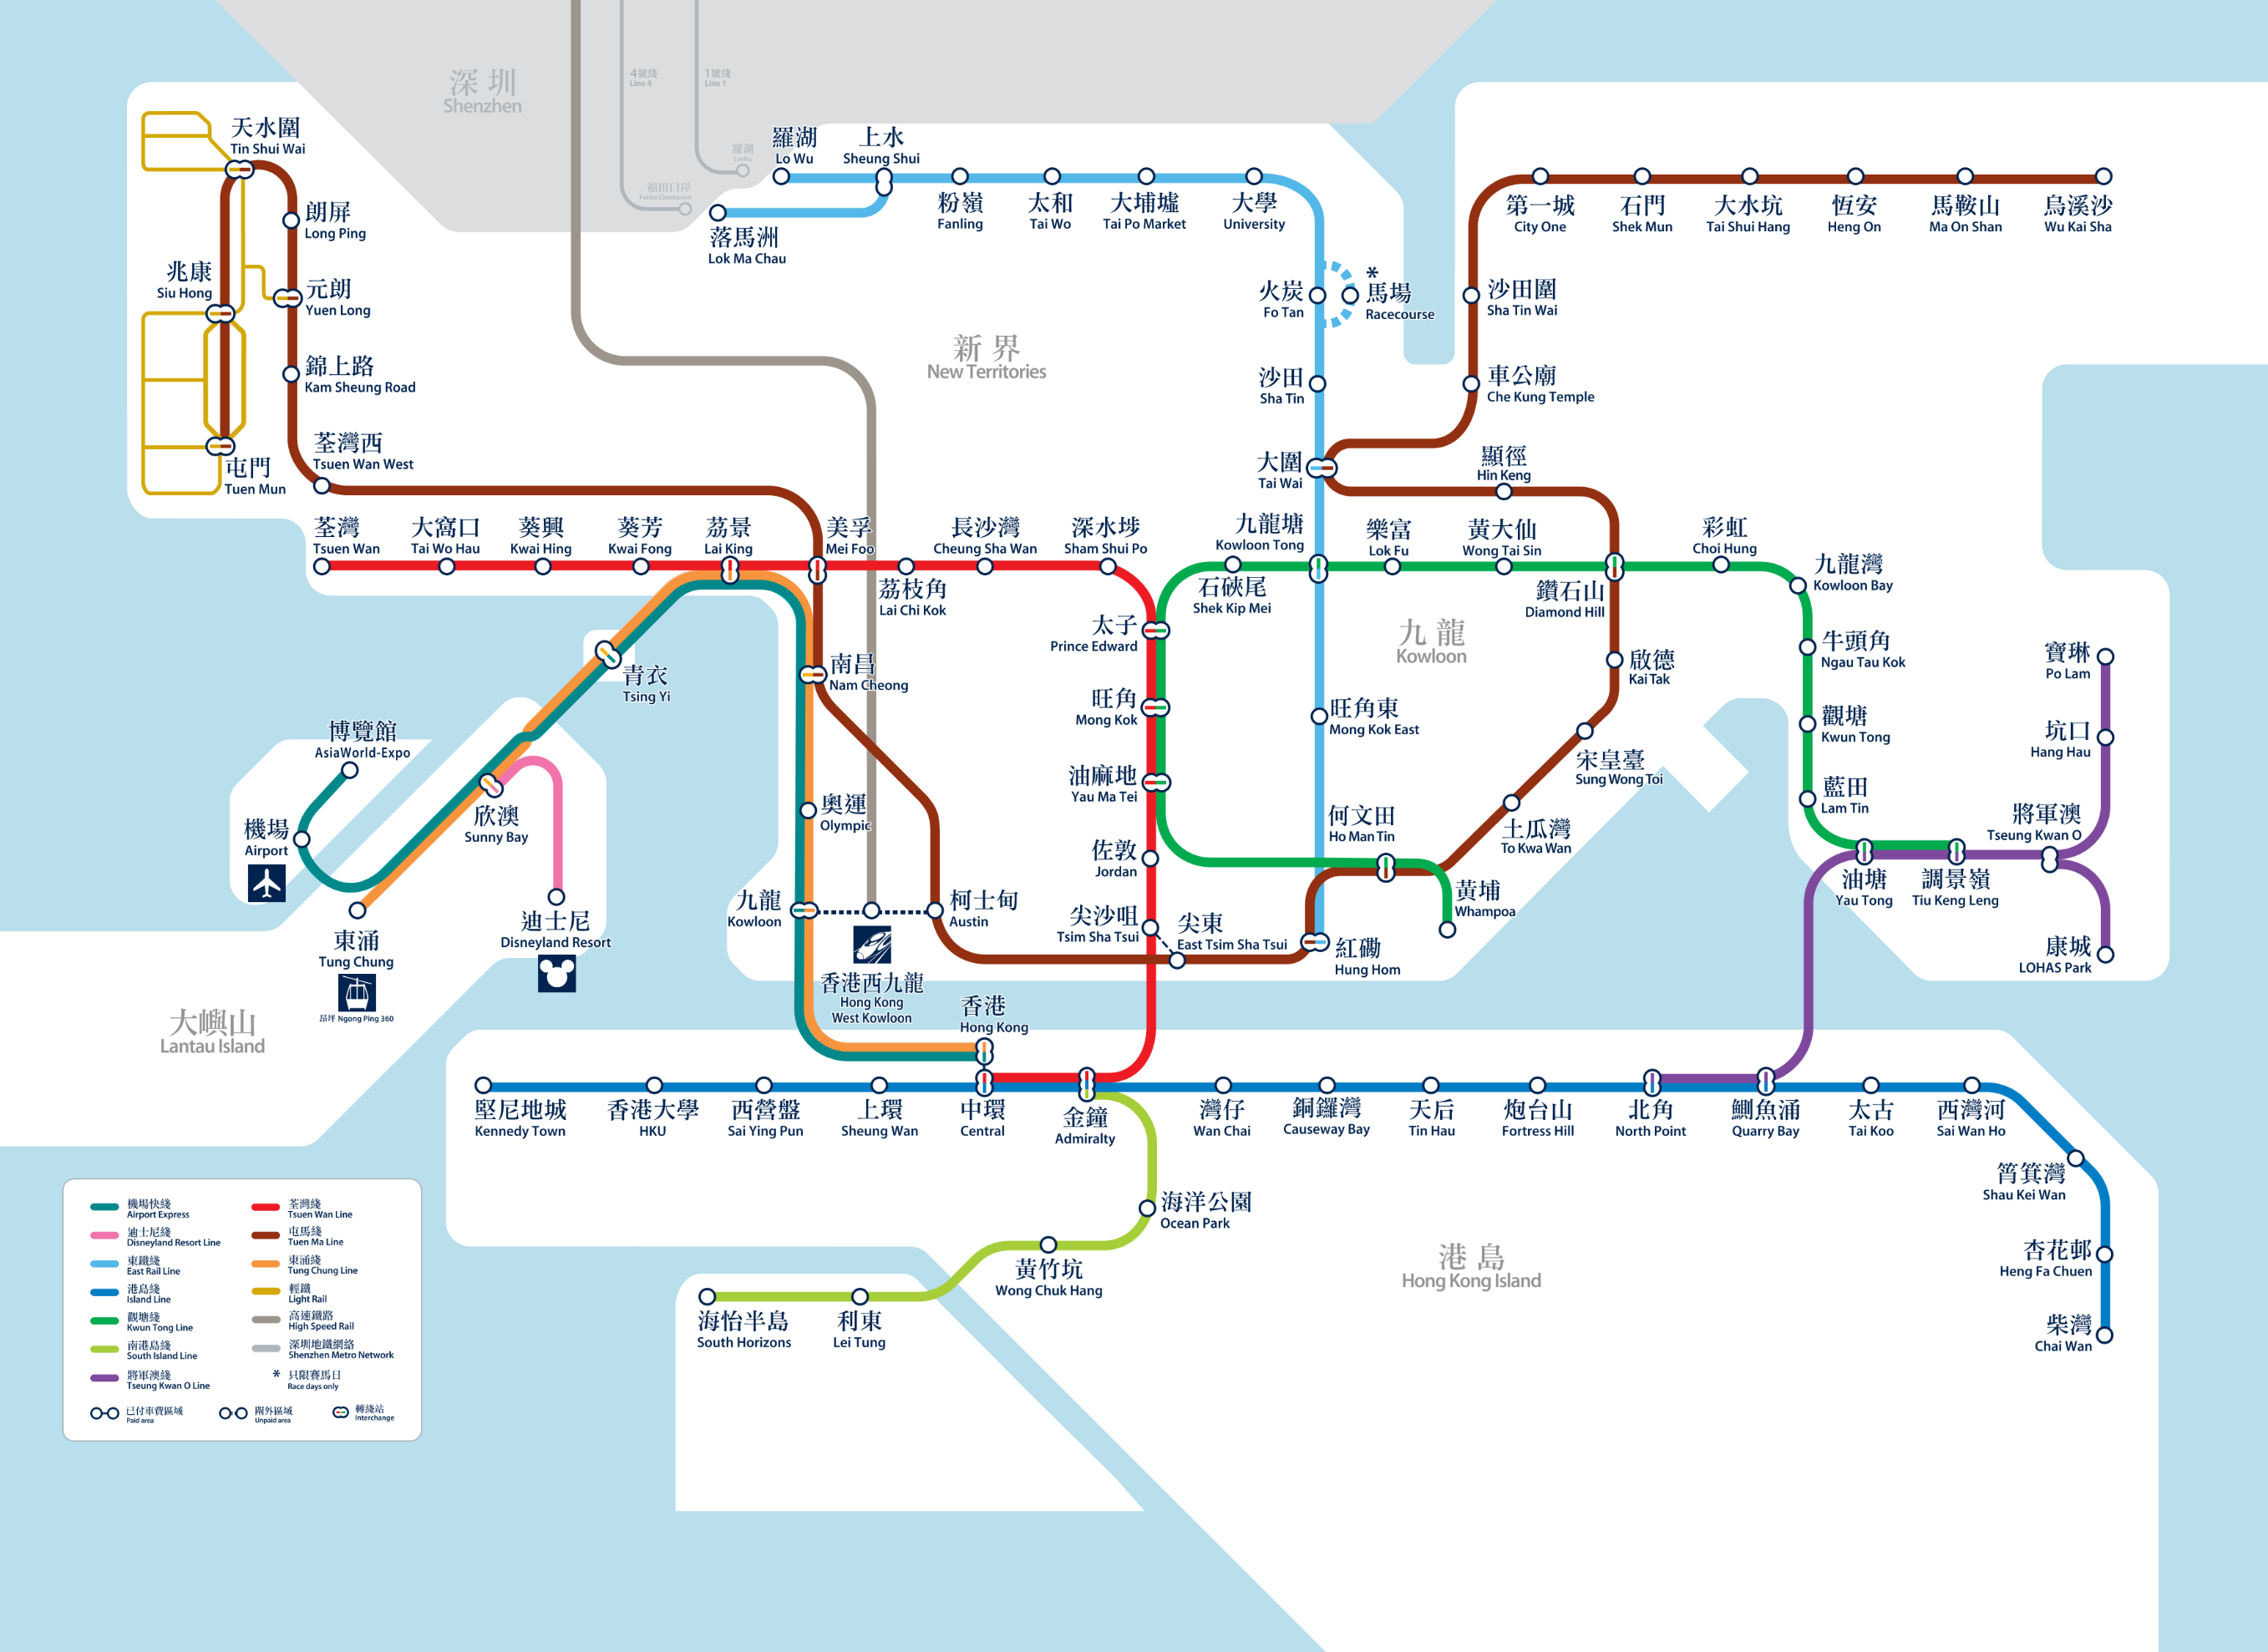 深圳
Shenzhen
4號綫
Line 4
1號綫
Line 1
羅湖
Luohu
福田口岸
Futian Checkpoint
羅湖
Lo Wu
上水
Sheung Shui
粉嶺
Fanling
太和
Tai Wo
大埔墟
Tai Po Market
大學
University
落馬洲
Lok Ma Chau
火炭
Fo Tan
*
馬場
Racecourse
沙田
Sha Tin
大圍
Tai Wai
第一城
City One
石門
Shek Mun
大水坑
Tai Shui Hang
恆安
Heng On
馬鞍山
Ma On Shan
烏溪沙
Wu Kai Sha
沙田圍
Sha Tin Wai
車公廟
Che Kung Temple
顯徑
Hin Keng
天水圍
Tin Shui Wai
朗屏
Long Ping
兆康
Siu Hong
元朗
Yuen Long
錦上路
Kam Sheung Road
屯門
Tuen Mun
荃灣西
Tsuen Wan West
新界
New Territories
荃灣
Tsuen Wan
大窩口
Tai Wo Hau
葵興
Kwai Hing
葵芳
Kwai Fong
荔景
Lai King
美孚
Mei Foo
荔枝角
Lai Chi Kok
長沙灣
Cheung Sha Wan
深水埗
Sham Shui Po
九龍塘
Kowloon Tong
石硤尾
Shek Kip Mei
樂富
Lok Fu
黃大仙
Wong Tai Sin
鑽石山
Diamond Hill
彩虹
Choi Hung
九龍灣
Kowloon Bay
牛頭角
Ngau Tau Kok
觀塘
Kwun Tong
藍田
Lam Tin
油塘
Yau Tong
調景嶺
Tiu Keng Leng
將軍澳
Tseung Kwan O
寶琳
Po Lam
坑口
Hang Hau
康城
LOHAS Park
太子
Prince Edward
旺角
Mong Kok
油麻地
Yau Ma Tei
佐敦
Jordan
尖沙咀
Tsim Sha Tsui
尖東
East Tsim Sha Tsui
九龍
Kowloon
啟德
Kai Tak
宋皇臺
Sung Wong Toi
土瓜灣
To Kwa Wan
旺角東
Mong Kok East
何文田
Ho Man Tin
黃埔
Whampoa
紅磡
Hung Hom
青衣
Tsing Yi
南昌
Nam Cheong
奧運
Olympic
九龍
Kowloon
柯士甸
Austin
香港西九龍
Hong Kong
West Kowloon
香港
Hong Kong
博覽館
AsiaWorld-Expo
機場
Airport
欣澳
Sunny Bay
迪士尼
Disneyland Resort
東涌
Tung Chung
昂坪 Ngong Ping 360
大嶼山
Lantau Island
堅尼地城
Kennedy Town
香港大學
HKU
西營盤
Sai Ying Pun
上環
Sheung Wan
中環
Central
金鐘
Admiralty
灣仔
Wan Chai
銅鑼灣
Causeway Bay
天后
Tin Hau
炮台山
Fortress Hill
北角
North Point
鰂魚涌
Quarry Bay
太古
Tai Koo
西灣河
Sai Wan Ho
筲箕灣
Shau Kei Wan
杏花邨
Heng Fa Chuen
柴灣
Chai Wan
海洋公園
Ocean Park
黃竹坑
Wong Chuk Hang
利東
Lei Tung
海怡半島
South Horizons
港島
Hong Kong Island
機場快綫
Airport Express
迪士尼綫
Disneyland Resort Line
東鐵綫
East Rail Line
港島綫
Island Line
觀塘綫
Kwun Tong Line
南港島綫
South Island Line
將軍澳綫
Tseung Kwan O Line
荃灣綫
Tsuen Wan Line
屯馬綫
Tuen Ma Line
東涌綫
Tung Chung Line
輕鐵
Light Rail
高速鐵路
High Speed Rail
深圳地鐵網絡
Shenzhen Metro Network
* 只限賽馬日
Race days only
已付車費區域
Paid area
閘外區域
Unpaid area
轉綫站
Interchange